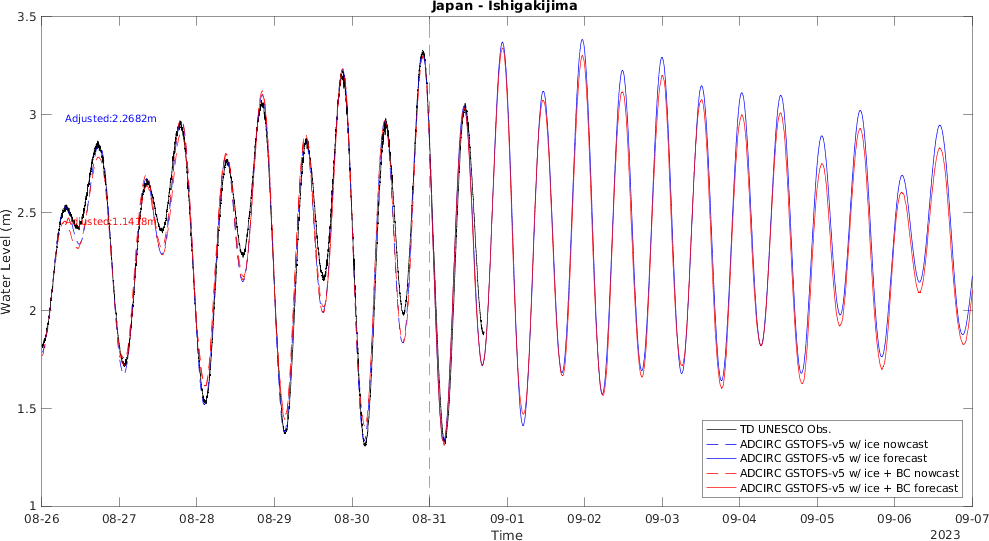 Japan - Ishigakijima
3.5
3
2.5
2
1.5
1
Water Level (m)
Adjusted:2.2682m
Adjusted:1.1418m
TD UNESCO Obs.
ADCIRC GSTOFS-v5 w/ ice nowcast
ADCIRC GSTOFS-v5 w/ ice forecast
ADCIRC GSTOFS-v5 w/ ice + BC nowcast
ADCIRC GSTOFS-v5 w/ ice + BC forecast
08-26 08-27 08-28 08-29 08-30 08-31 09-01 09-02 09-03 09-04 09-05 09-06 09-07
Time
2023